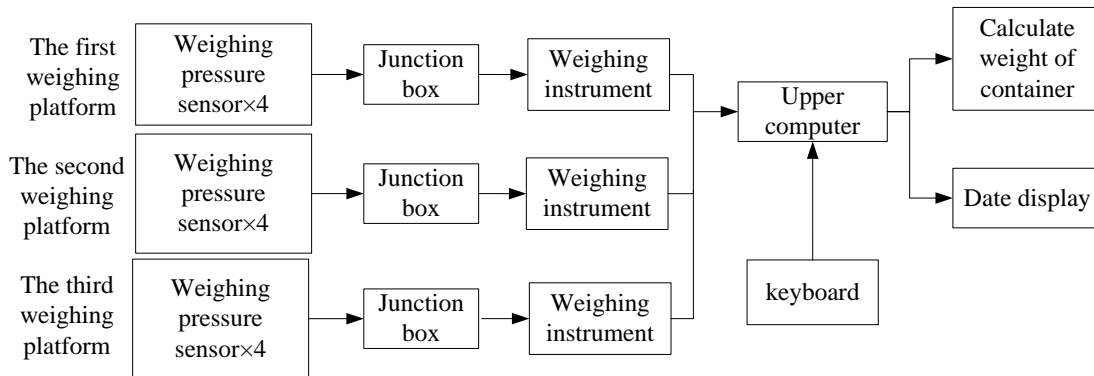 The first
weighing
platform
Weighing
pressure
sensor×4
Junction
box
Weighing
instrument
The second
weighing
platform
Weighing
pressure
sensor×4
Junction
box
Weighing
instrument
The third
weighing
platform
Weighing
pressure
sensor×4
Junction
box
Weighing
instrument
Upper
computer
keyboard
Calculate
weight of
container
Date display